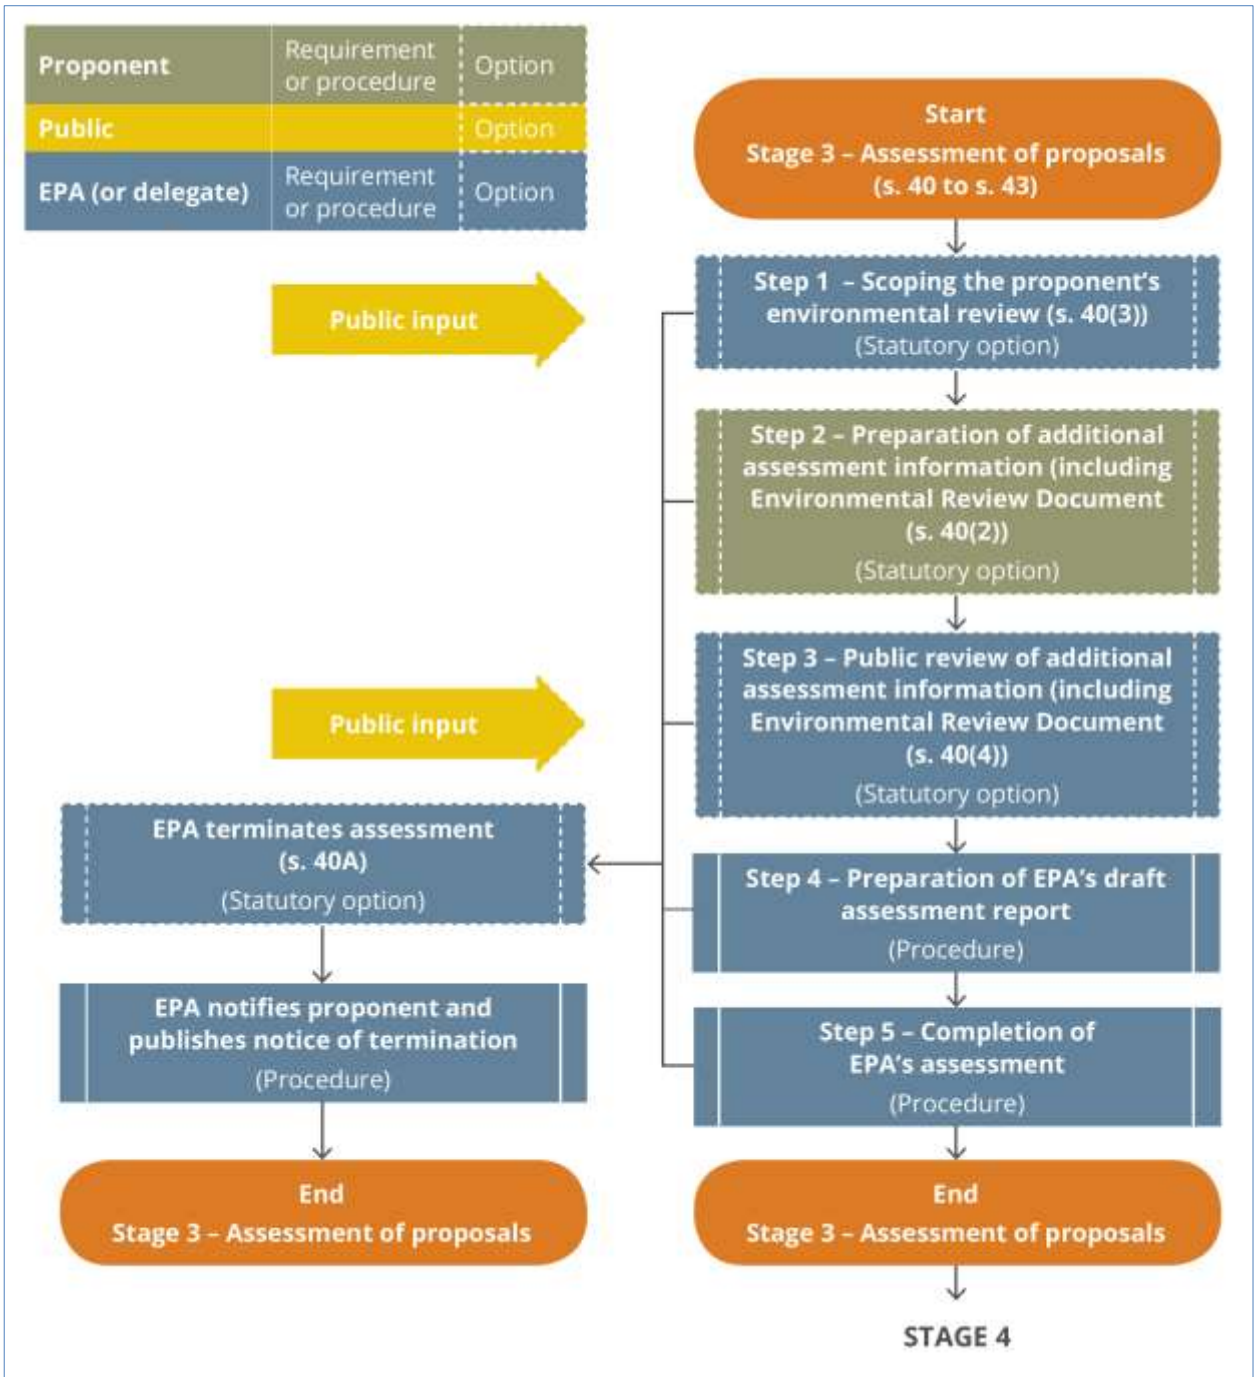 Proponent
Requirement
or procedure
Option
Public
Option
EPA (or delegate)
Requirement
or procedure
Option
Start
Stage 3 – Assessment of proposals
(s. 40 to s. 43)
Public input
Step 1 – Scoping the proponent's
environmental review (s. 40(3))
(Statutory option)
Step 2 – Preparation of additional
assessment information (including
Environmental Review Document
(s. 40(2))
(Statutory option)
Public input
Step 3 – Public review of additional
assessment information (including
Environmental Review Document
(s. 40(4))
(Statutory option)
EPA terminates assessment
(s. 40A)
(Statutory option)
Step 4 – Preparation of EPA's draft
assessment report
(Procedure)
EPA notifies proponent and
publishes notice of termination
(Procedure)
Step 5 – Completion of
EPA's assessment
(Procedure)
End
Stage 3 – Assessment of proposals
End
Stage 3 – Assessment of proposals
STAGE 4